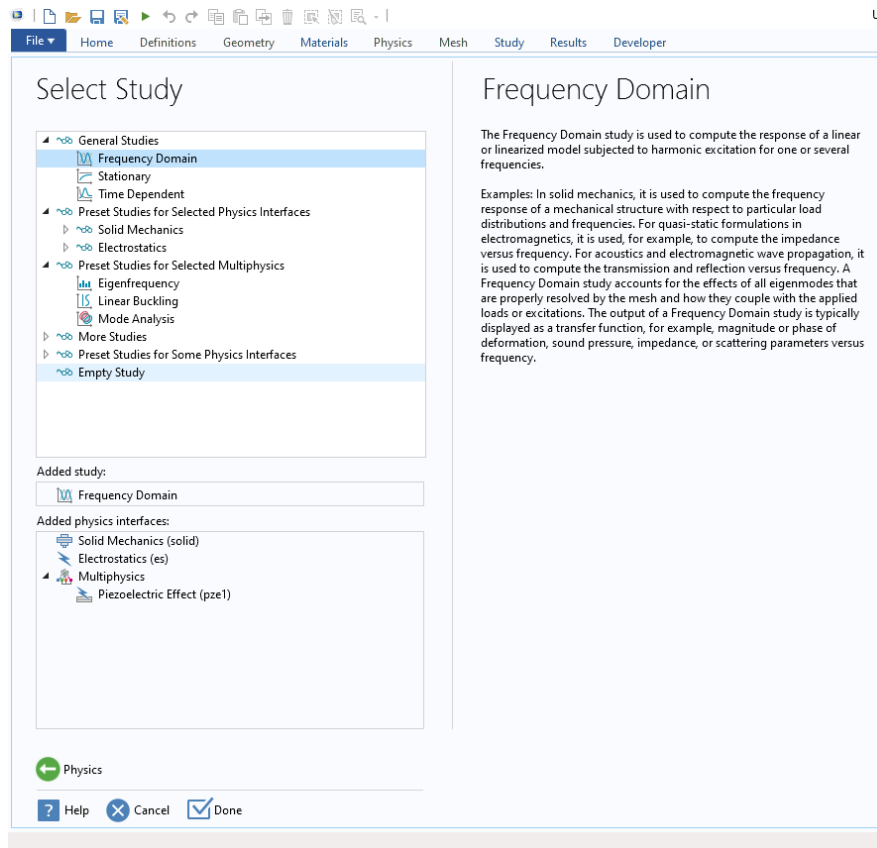 U
File
Home Definitions Geometry Materials Physics Mesh Study Results Developer
Select Study
General Studies
Frequency Domain
Stationary
Time Dependent
Preset Studies for Selected Physics Interfaces
Solid Mechanics
Electrostatics
Preset Studies for Selected Multiphysics
Eigenfrequency
Linear Buckling
Mode Analysis
More Studies
Preset Studies for Some Physics Interfaces
Empty Study
Added study:
Frequency Domain
Added physics interfaces:
Solid Mechanics (solid)
Electrostatics (es)
Multiphysics
Piezoelectric Effect (pze1)
Physics
? Help Cancel Done
Frequency Domain
The Frequency Domain study is used to compute the response of a linear
or linearized model subjected to harmonic excitation for one or several
frequencies.
Examples: In solid mechanics, it is used to compute the frequency
response of a mechanical structure with respect to particular load
distributions and frequencies. For quasi-static formulations in
electromagnetics, it is used, for example, to compute the impedance
versus frequency. For acoustics and electromagnetic wave propagation, it
is used to compute the transmission and reflection versus frequency. A
Frequency Domain study accounts for the effects of all eigenmodes that
are properly resolved by the mesh and how they couple with the applied
loads or excitations. The output of a Frequency Domain study is typically
displayed as a transfer function, for example, magnitude or phase of
deformation, sound pressure, impedance, or scattering parameters versus
frequency.